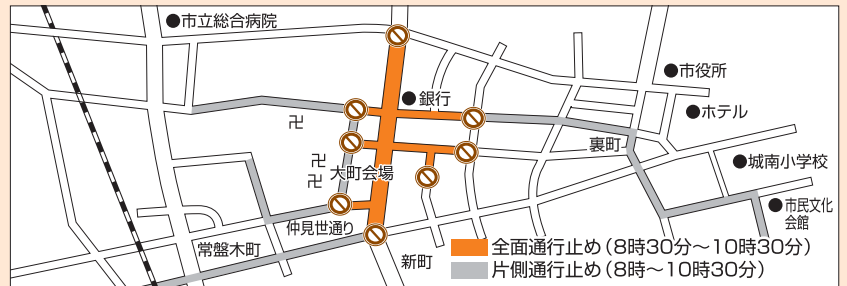 ●市立総合病院
●市役所
●銀行
●ホテル
卍
裏町
卍
卍
大町会場
●城南小学校
●市民文化
会館
仲見世通り
常盤木町
新町
全面通行止め（8時30分～10時30分）
片側通行止め（8時～10時30分）